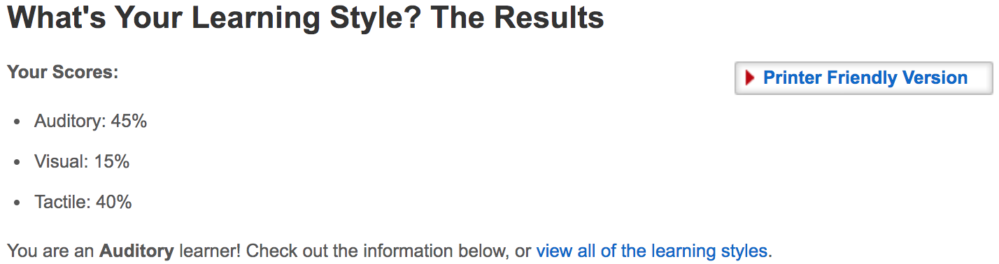 What's Your Learning Style? The Results
Your Scores:
Printer Friendly Version
• Auditory: 45%
• Visual: 15%
• Tactile: 40%
You are an Auditory learner! Check out the information below, or view all of the learning styles.